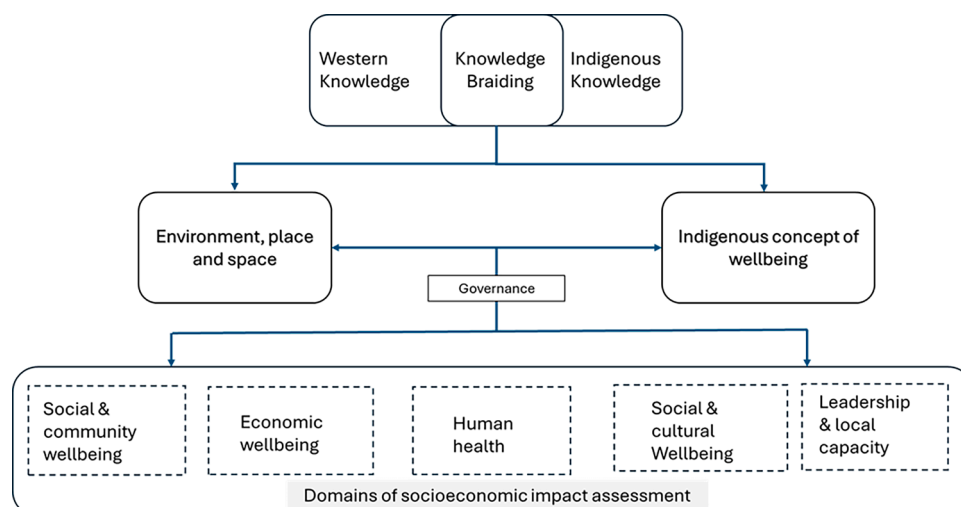 Western
Knowledge
Knowledge
Braiding
Indigenous
Knowledge
Environment, place
and space
Indigenous concept of
wellbeing
Governance
Social &
community
wellbeing
Economic
wellbeing
Human
health
Social &
cultural
Wellbeing
Leadership
& local
capacity
Domains of socioeconomic impact assessment